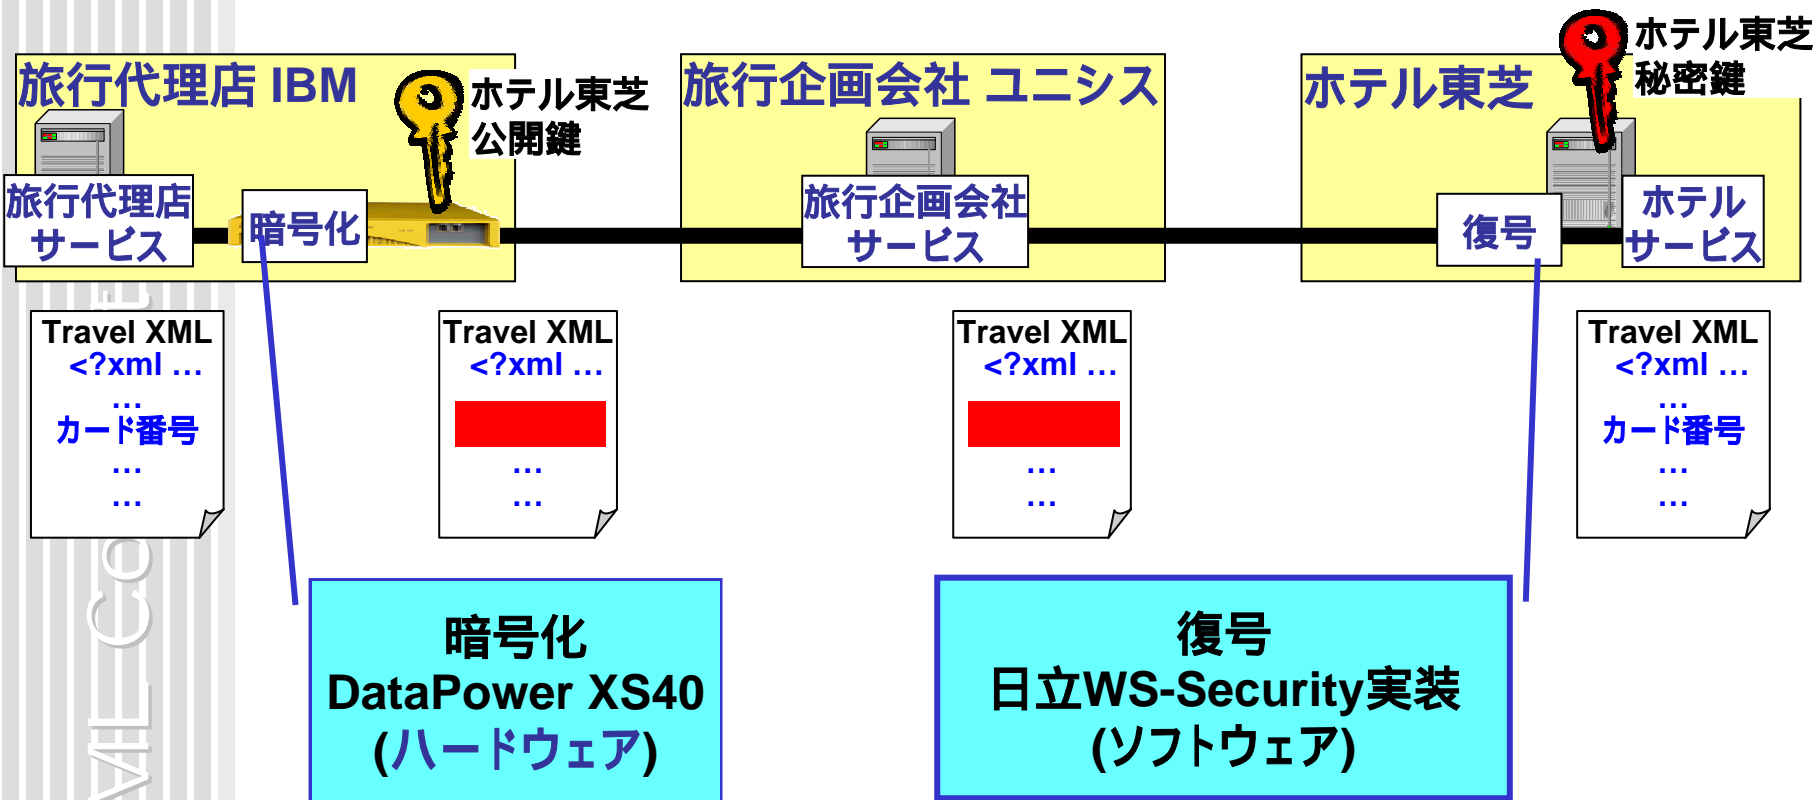 旅行代理店 IBM
ホテル東芝
公開鍵
旅行代理店
サービス
暗号化
旅行企画会社 ユニシス
旅行企画会社
サービス
ホテル東芝
ホテル東芝
秘密鍵
復号
ホテル
サービス
Travel XML
<?xml …
…
カード番号
…
…
Travel XML
<?xml …
…
…
Travel XML
<?xml …
…
…
Travel XML
<?xml …
…
カード番号
…
…
暗号化
DataPower XS40
(ハードウェア)
復号
日立WS-Security実装
(ソフトウェア)